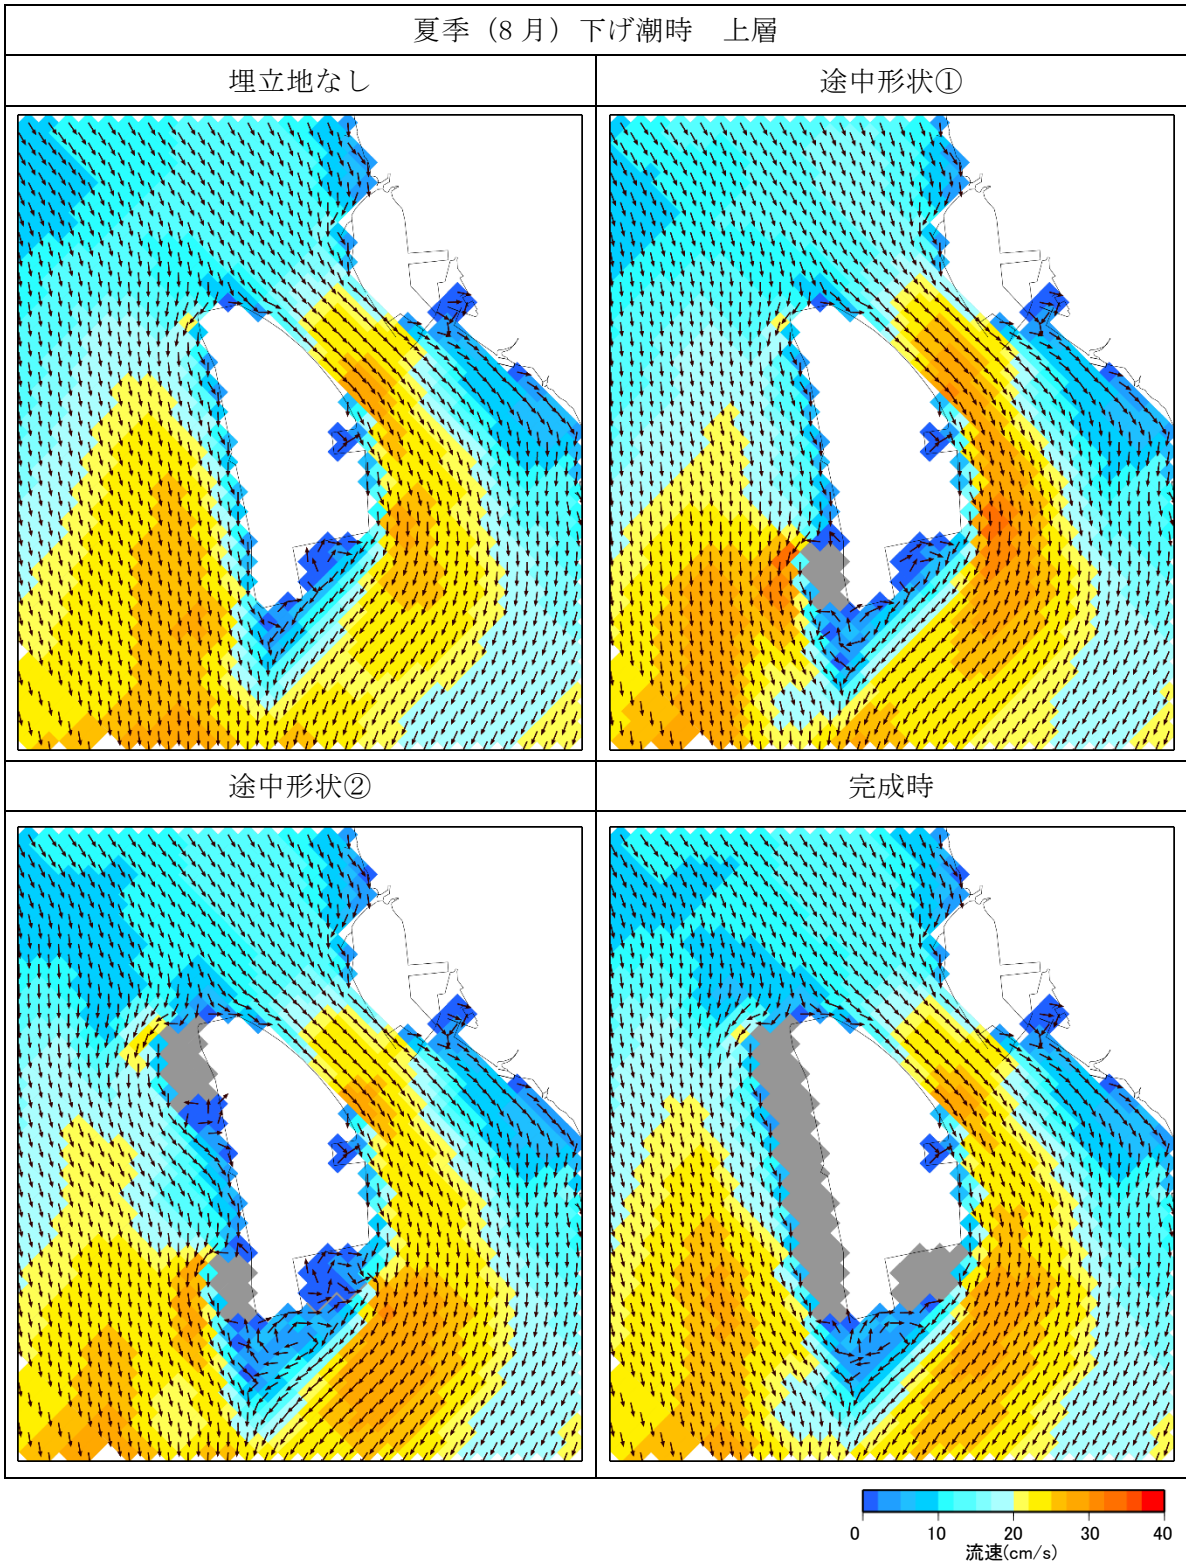 夏季（8 月）下げ潮時　上層
埋立地なし
途中形状①
途中形状②
完成時
0 10 20 30 40
流速(cm/s)